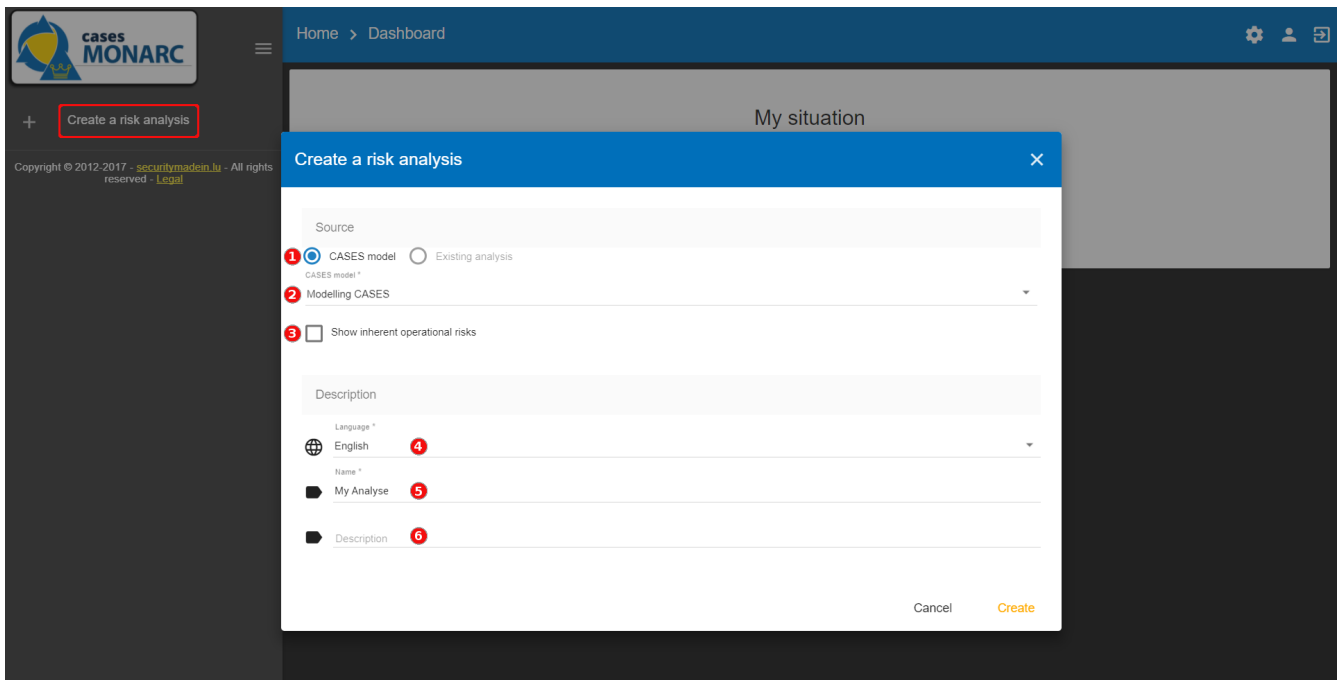 cases
MONARC
Home > Dashboard
+ Create a risk analysis
My situation
Copyright © 2012-2017 - securitymadein.lu - All rights
reserved - Legal
Create a risk analysis ×
Source
1 CASES model Existing analysis
CASES model *
2 Modelling CASES
3 Show inherent operational risks
Description
Language *
English 4
Name *
My Analyse 5
Description 6
Cancel Create